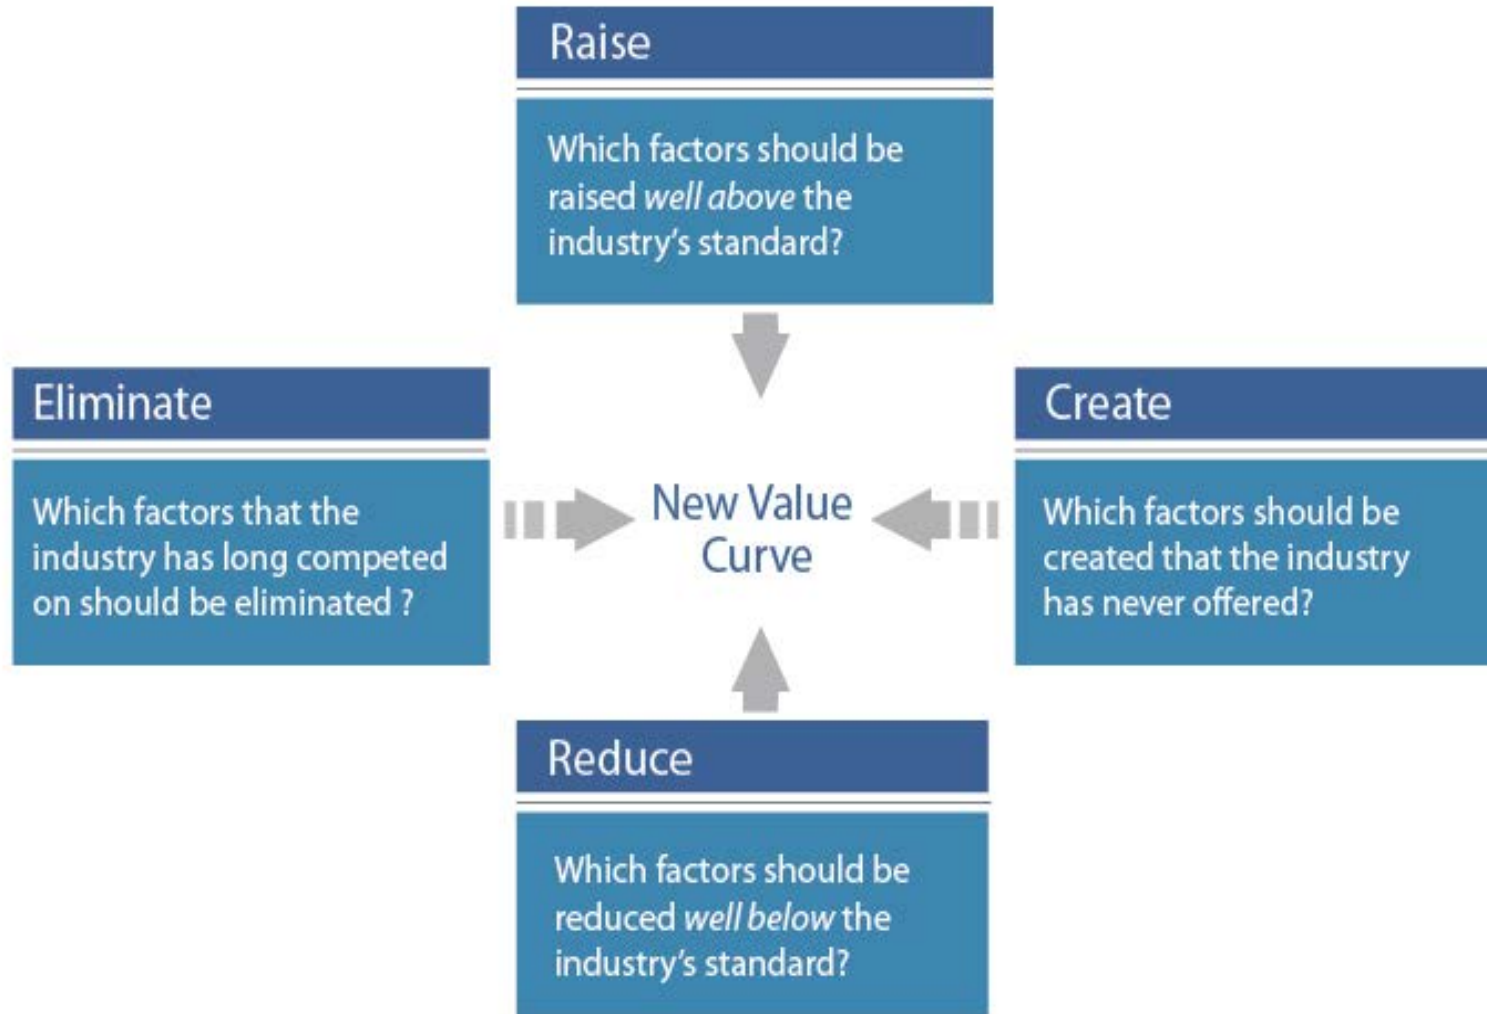 Raise
Which factors should be
raised well above the
industry's standard?
Eliminate
Which factors that the
industry has long competed
on should be eliminated ?
New Value
Curve
Create
Which factors should be
created that the industry
has never offered?
Reduce
Which factors should be
reduced well below the
industry's standard?